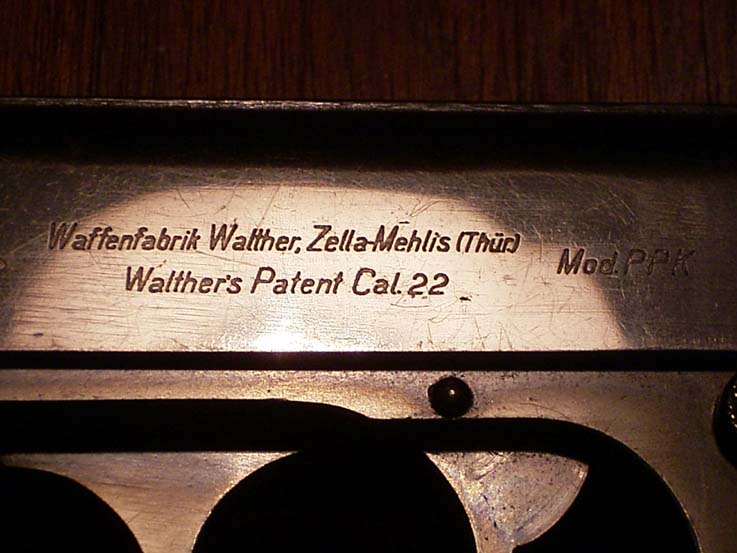 Waffenfabrik Walther, Zella-Mehlis (Thür.)
Walther's Patent Cal. 22
Mod. PPK